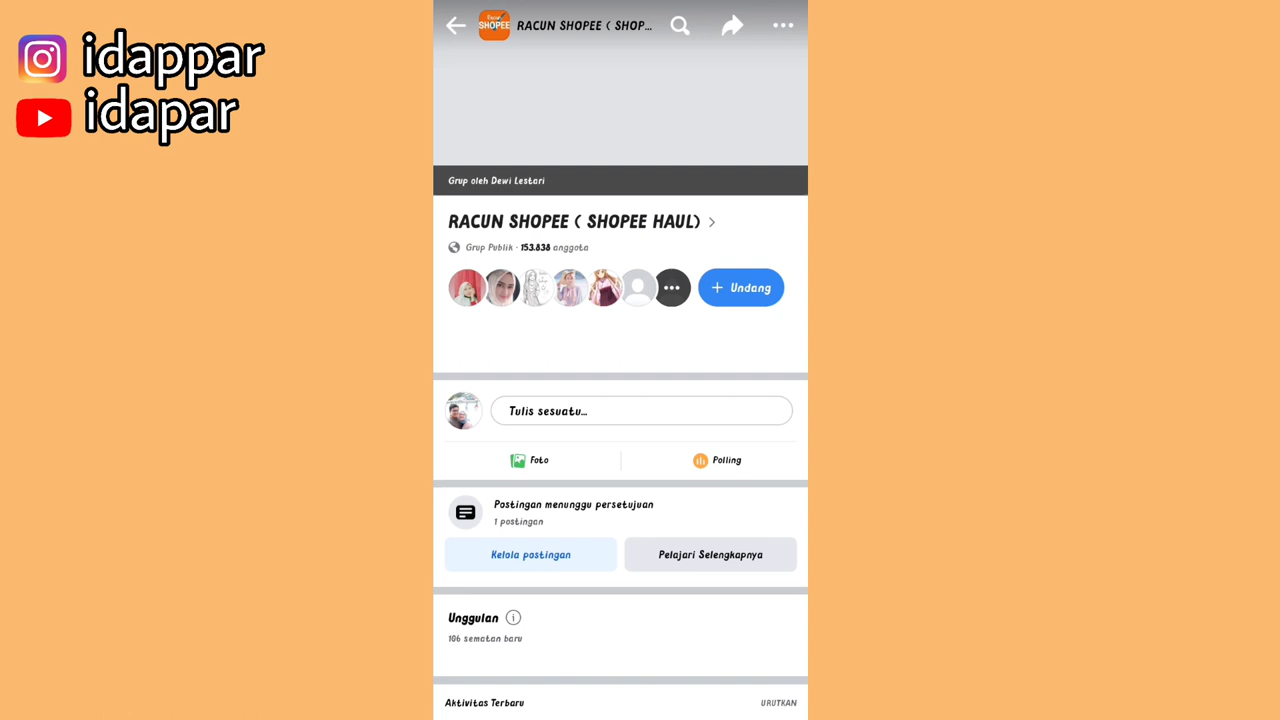 idappar
idapar
Racun
SHOPEE
RACUN SHOPEE ( SHOP...
Grup oleh Dewi Lestari
RACUN SHOPEE ( SHOPEE HAUL)
Grup Publik · 153.838 anggota
+ Undang
Tulis sesuatu...
Foto
Polling
Postingan menunggu persetujuan
1 postingan
Kelola postingan
Pelajari Selengkapnya
Unggulan
106 sematan baru
Aktivitas Terbaru
URUTKAN